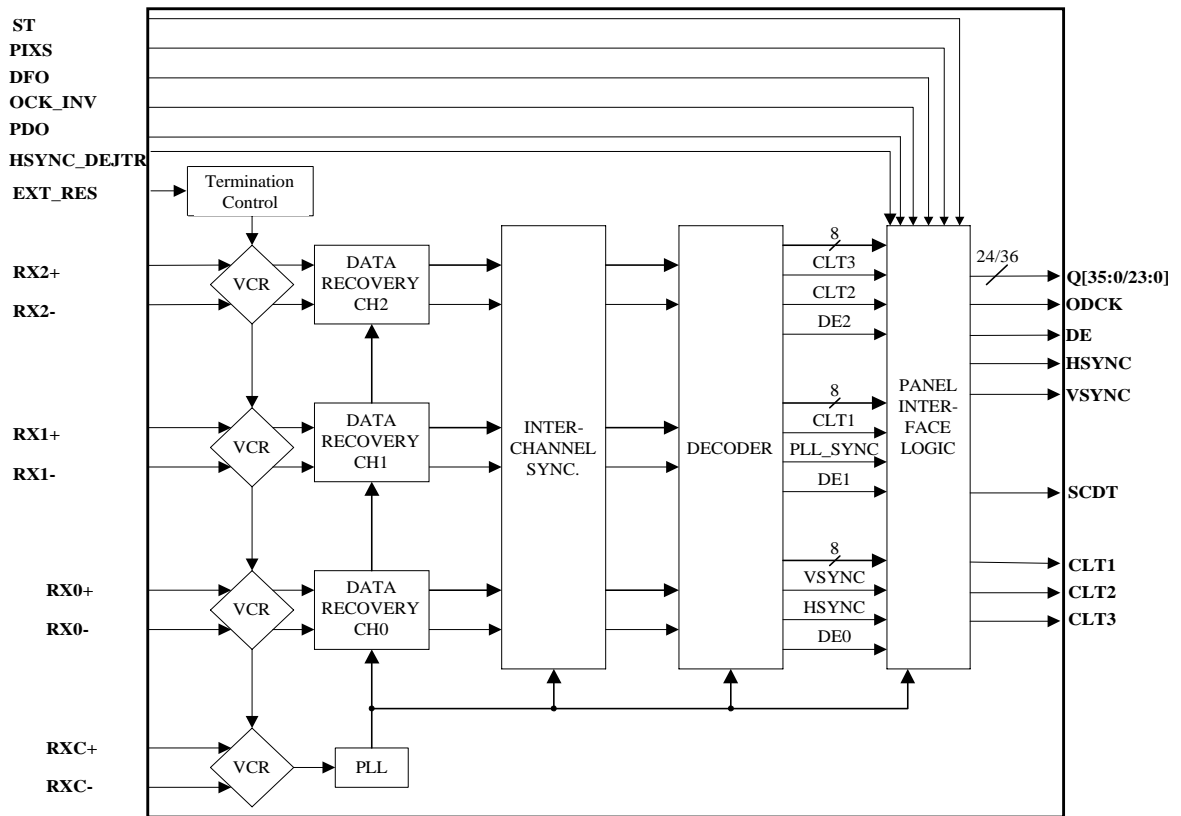 ST
PIXS
DFO
OCK_INV
PDO
HSYNC_DEJTR
EXT_RES
Termination
Control
RX2+
RX2-
VCR
DATA
RECOVERY
CH2
RX1+
RX1-
VCR
DATA
RECOVERY
CH1
RX0+
RX0-
VCR
DATA
RECOVERY
CH0
RXC+
RXC-
VCR
PLL
INTER-
CHANNEL
SYNC.
DECODER
8
CLT3
CLT2
DE2
8
CLT1
PLL_SYNC
DE1
8
VSYNC
HSYNC
DE0
PANEL
INTER-
FACE
LOGIC
24/36
Q[35:0/23:0]
ODCK
DE
HSYNC
VSYNC
SCDT
CLT1
CLT2
CLT3